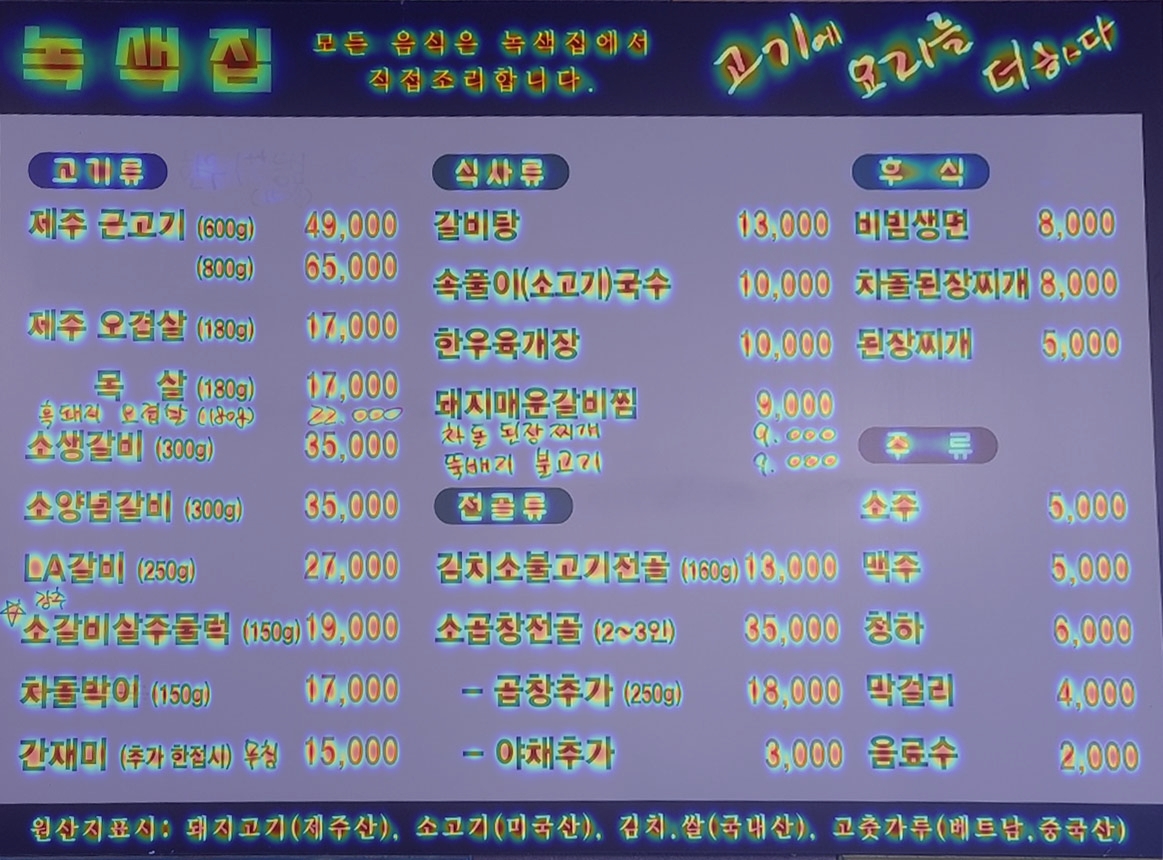 녹색집
모든 음식은 녹색집에서
직접조리합니다.
고기에 요리를 더하다
고기류
제주 근고기 (600g) 49,000
(800g) 65,000
제주 오겹살 (180g) 17,000
목 살 (180g) 17,000
흑돼지 오겹살 (180g) 22.000
소생갈비 (300g) 35,000
소양념갈비 (300g) 35,000
LA갈비 (250g) 27,000
강추
소갈비살주물럭 (150g) 19,000
차돌박이 (150g) 17,000
간재미 (추가 한접시) 무침 15,000
식사류
갈비탕 13,000
속풀이(소고기)국수 10,000
한우육개장 10,000
돼지매운갈비찜 9,000
차돌 된장찌개 9.000
뚝배기 불고기 9.000
전골류
김치소불고기전골 (160g) 13,000
소곱창전골 (2~3인) 35,000
- 곱창추가 (250g) 18,000
- 야채추가 3,000
후 식
비빔생면 8,000
차돌된장찌개 8,000
된장찌개 5,000
주 류
소주 5,000
맥주 5,000
청하 6,000
막걸리 4,000
음료수 2,000
원산지표시: 돼지고기(제주산), 소고기(미국산), 김치.쌀(국내산), 고춧가류(베트남,중국산)